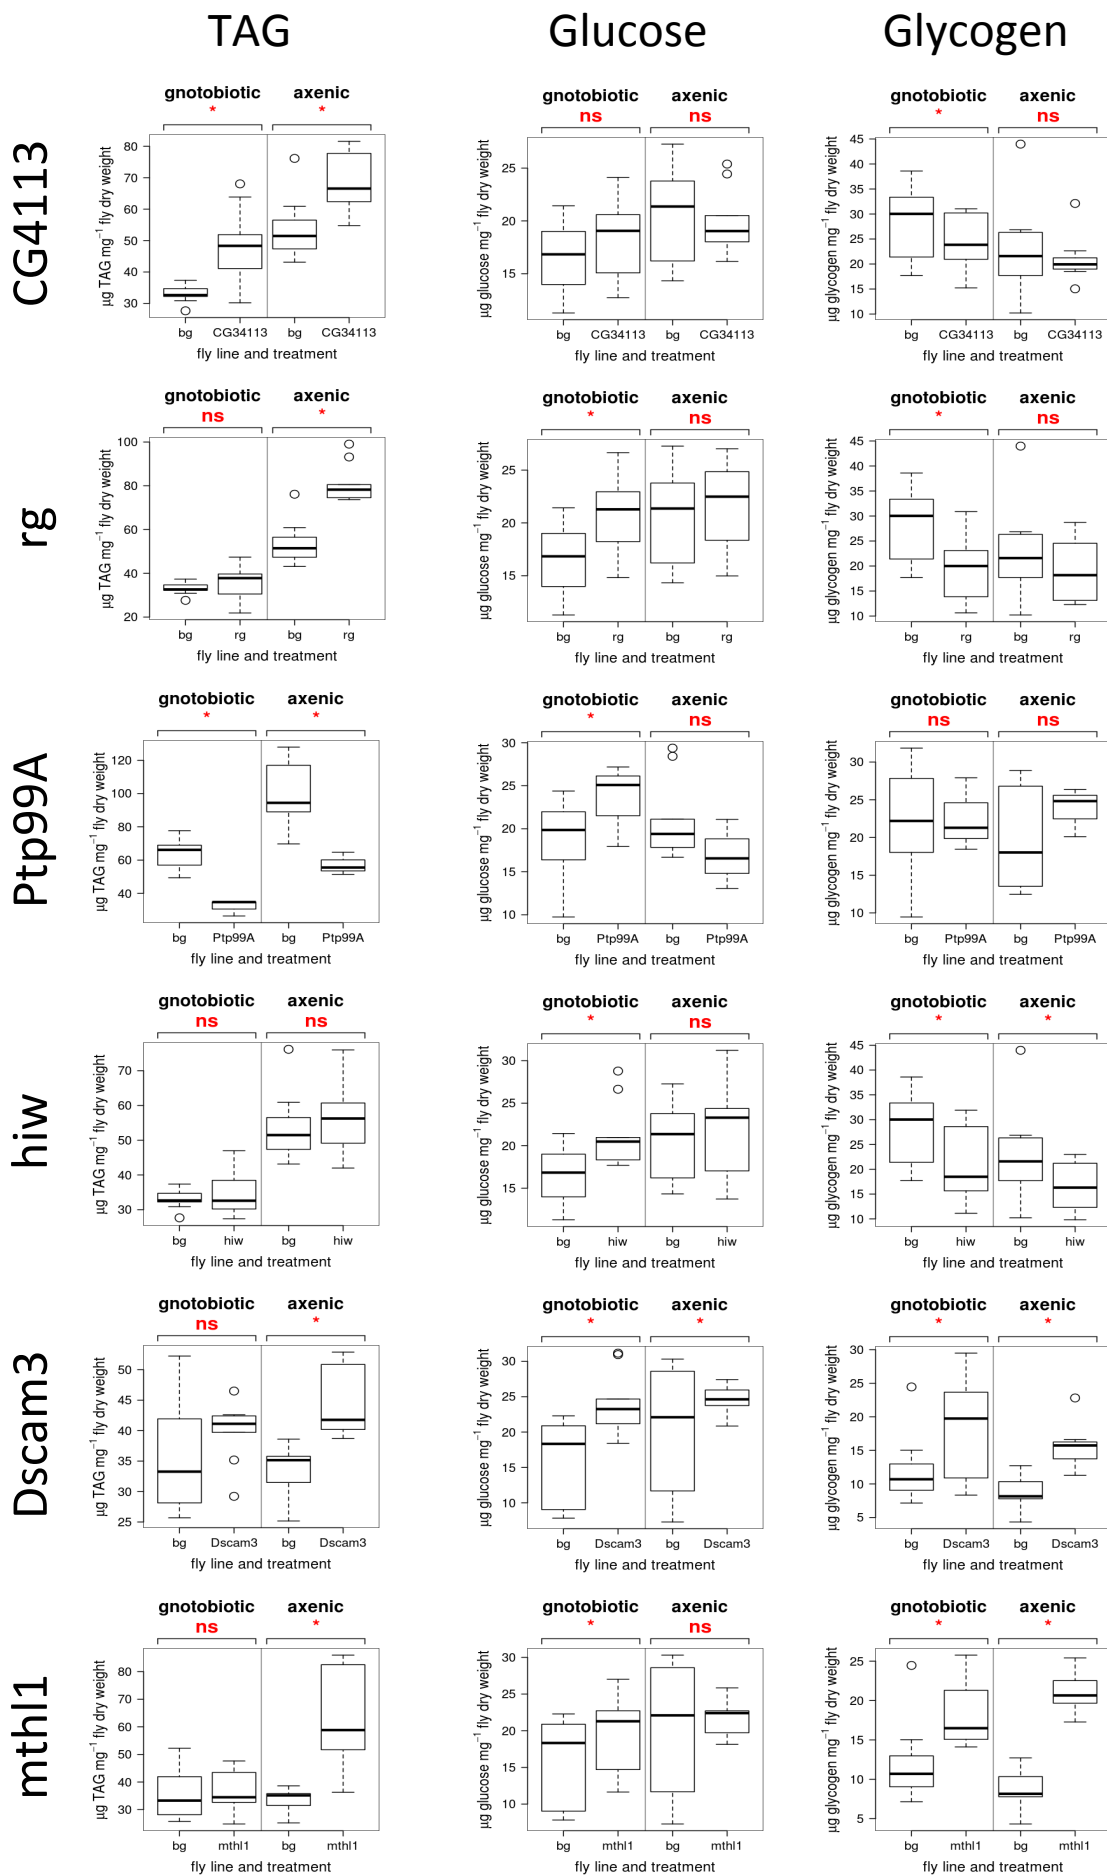 TAG Glucose Glycogen
CG4113
gnotobiotic axenic
* *
µg TAG mg⁻¹ fly dry weight
80
70
60
50
40
30
bg CG34113 bg CG34113
fly line and treatment
gnotobiotic axenic
ns ns
µg glucose mg⁻¹ fly dry weight
25
20
15
bg CG34113 bg CG34113
fly line and treatment
gnotobiotic axenic
* ns
µg glycogen mg⁻¹ fly dry weight
45
40
35
30
25
20
15
10
bg CG34113 bg CG34113
fly line and treatment
rg
gnotobiotic axenic
ns *
µg TAG mg⁻¹ fly dry weight
100
80
60
40
20
bg rg bg rg
fly line and treatment
gnotobiotic axenic
* ns
µg glucose mg⁻¹ fly dry weight
25
20
15
bg rg bg rg
fly line and treatment
gnotobiotic axenic
* ns
µg glycogen mg⁻¹ fly dry weight
45
40
35
30
25
20
15
10
bg rg bg rg
fly line and treatment
Ptp99A
gnotobiotic axenic
* *
µg TAG mg⁻¹ fly dry weight
120
100
80
60
40
bg Ptp99A bg Ptp99A
fly line and treatment
gnotobiotic axenic
* ns
µg glucose mg⁻¹ fly dry weight
30
25
20
15
10
bg Ptp99A bg Ptp99A
fly line and treatment
gnotobiotic axenic
ns ns
µg glycogen mg⁻¹ fly dry weight
30
25
20
15
10
bg Ptp99A bg Ptp99A
fly line and treatment
hiw
gnotobiotic axenic
ns ns
µg TAG mg⁻¹ fly dry weight
70
60
50
40
30
bg hiw bg hiw
fly line and treatment
gnotobiotic axenic
* ns
µg glucose mg⁻¹ fly dry weight
30
25
20
15
bg hiw bg hiw
fly line and treatment
gnotobiotic axenic
* *
µg glycogen mg⁻¹ fly dry weight
45
40
35
30
25
20
15
10
bg hiw bg hiw
fly line and treatment
Dscam3
gnotobiotic axenic
ns *
µg TAG mg⁻¹ fly dry weight
50
45
40
35
30
25
bg Dscam3 bg Dscam3
fly line and treatment
gnotobiotic axenic
* *
µg glucose mg⁻¹ fly dry weight
30
25
20
15
10
bg Dscam3 bg Dscam3
fly line and treatment
gnotobiotic axenic
* *
µg glycogen mg⁻¹ fly dry weight
30
25
20
15
10
5
bg Dscam3 bg Dscam3
fly line and treatment
mthl1
gnotobiotic axenic
ns *
µg TAG mg⁻¹ fly dry weight
80
70
60
50
40
30
bg mthl1 bg mthl1
fly line and treatment
gnotobiotic axenic
* ns
µg glucose mg⁻¹ fly dry weight
30
25
20
15
10
bg mthl1 bg mthl1
fly line and treatment
gnotobiotic axenic
* *
µg glycogen mg⁻¹ fly dry weight
25
20
15
10
5
bg mthl1 bg mthl1
fly line and treatment